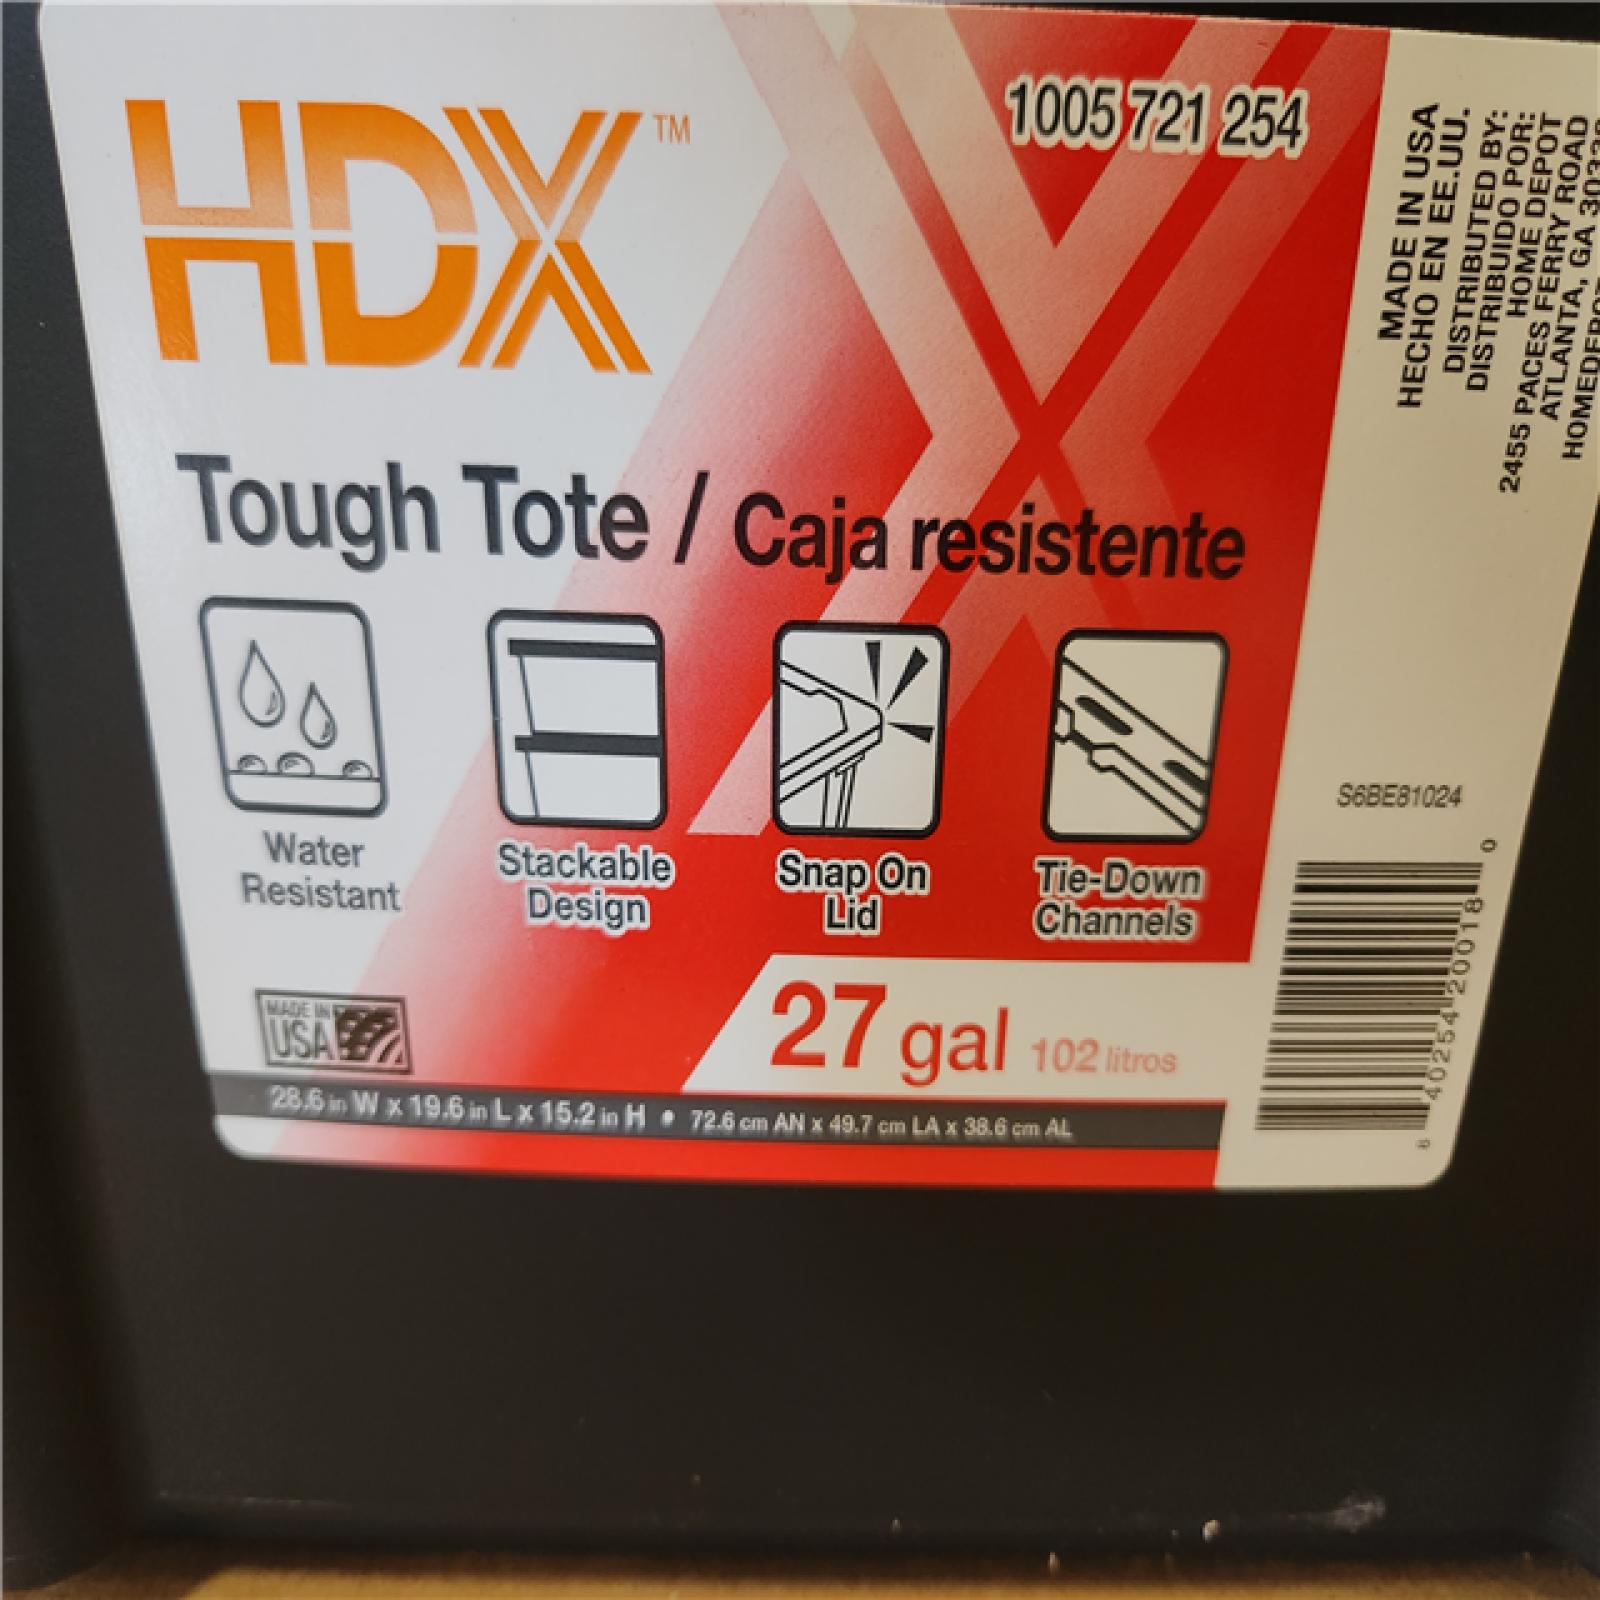 HDX™
1005 721 254
Tough Tote / Caja resistente
Water
Resistant
Stackable
Design
Snap On
Lid
Tie-Down
Channels
MADE IN
USA
27 gal 102 litros
28.6 in W x 19.6 in L x 15.2 in H • 72.6 cm AN x 49.7 cm LA x 38.6 cm AL
MADE IN USA
HECHO EN EE.UU.
DISTRIBUTED BY:
DISTRIBUIDO POR:
HOME DEPOT
2455 PACES FERRY ROAD
ATLANTA, GA
S6BE81024
40254 20018 0